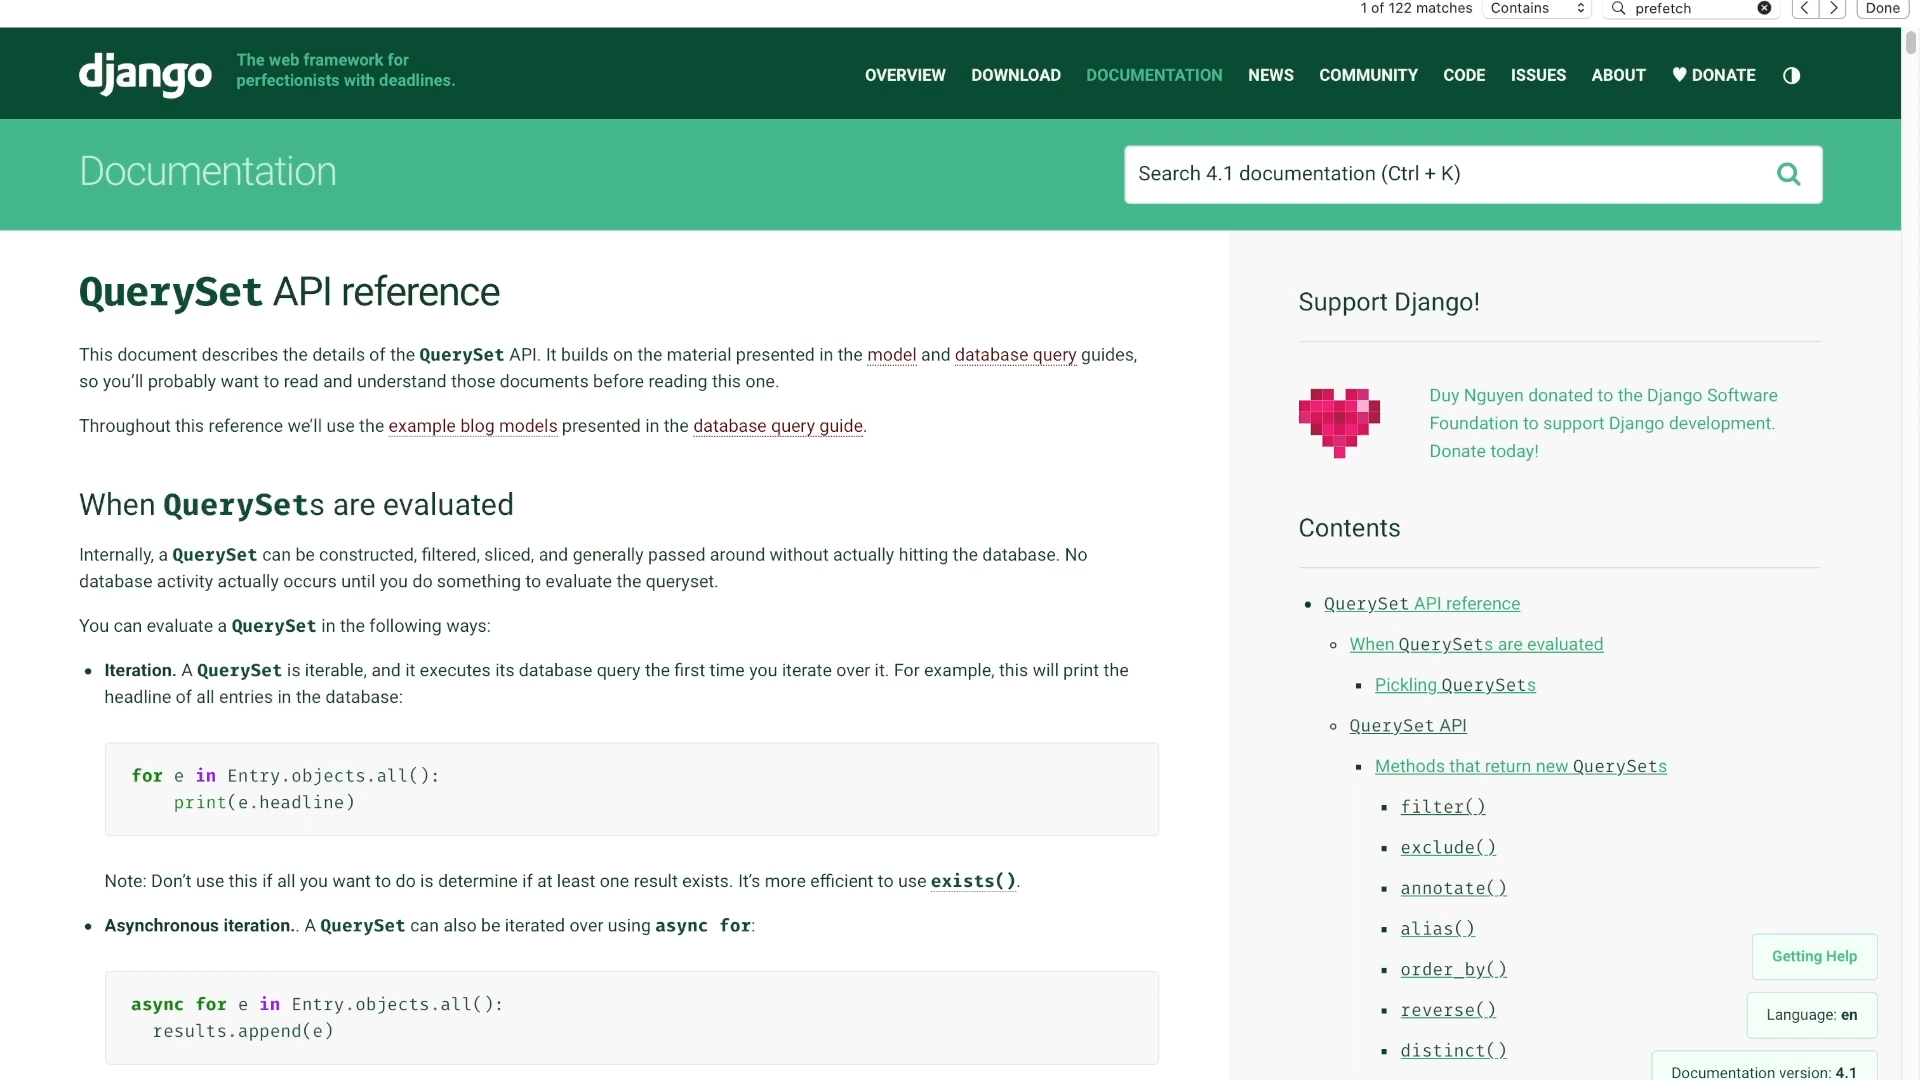 1 of 122 matches
Contains
prefetch
Done
django
The web framework for
perfectionists with deadlines.
OVERVIEW DOWNLOAD DOCUMENTATION NEWS COMMUNITY CODE ISSUES ABOUT ♥ DONATE
Documentation
Search 4.1 documentation (Ctrl + K)
QuerySet API reference
This document describes the details of the QuerySet API. It builds on the material presented in the model and database query guides,
so you’ll probably want to read and understand those documents before reading this one.
Throughout this reference we’ll use the example blog models presented in the database query guide.
When QuerySets are evaluated
Internally, a QuerySet can be constructed, filtered, sliced, and generally passed around without actually hitting the database. No
database activity actually occurs until you do something to evaluate the queryset.
You can evaluate a QuerySet in the following ways:
• Iteration. A QuerySet is iterable, and it executes its database query the first time you iterate over it. For example, this will print the
headline of all entries in the database:
for e in Entry.objects.all():
    print(e.headline)
Note: Don’t use this if all you want to do is determine if at least one result exists. It’s more efficient to use exists().
• Asynchronous iteration.. A QuerySet can also be iterated over using async for:
async for e in Entry.objects.all():
  results.append(e)
Support Django!
Duy Nguyen donated to the Django Software
Foundation to support Django development.
Donate today!
Contents
QuerySet API reference
When QuerySets are evaluated
Pickling QuerySets
QuerySet API
Methods that return new QuerySets
filter()
exclude()
annotate()
alias()
order_by()
reverse()
distinct()
Getting Help
Language: en
Documentation version: 4.1